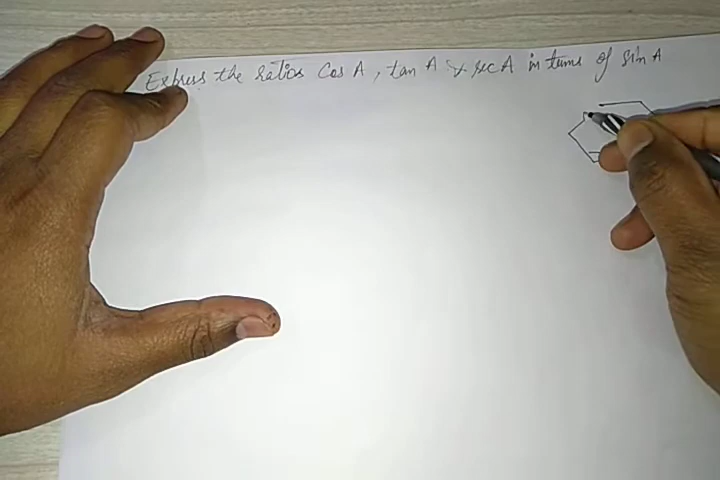 Express the ratios Cos A, tan A & sec A in terms of sin A